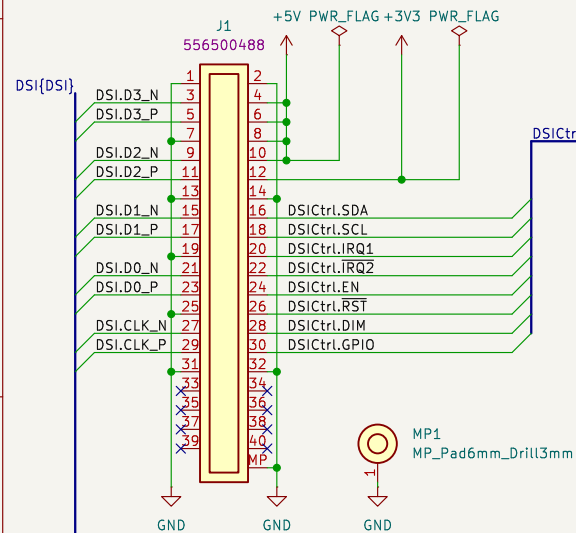 +5V PWR_FLAG +3V3 PWR_FLAG
J1
556500488
DSI{DSI}
DSICtr
1 2
DSI.D3_N 3 4
DSI.D3_P 5 6
7 8
DSI.D2_N 9 10
DSI.D2_P 11 12
13 14
DSI.D1_N 15 16 DSICtrl.SDA
DSI.D1_P 17 18 DSICtrl.SCL
19 20 DSICtrl.IRQ1
DSI.D0_N 21 22 DSICtrl.IRQ2
DSI.D0_P 23 24 DSICtrl.EN
25 26 DSICtrl.RST
DSI.CLK_N 27 28 DSICtrl.DIM
DSI.CLK_P 29 30 DSICtrl.GPIO
31 32
33 34
35 36
37 38
39 40
MP
MP1
MP_Pad6mm_Drill3mm
1
GND GND GND